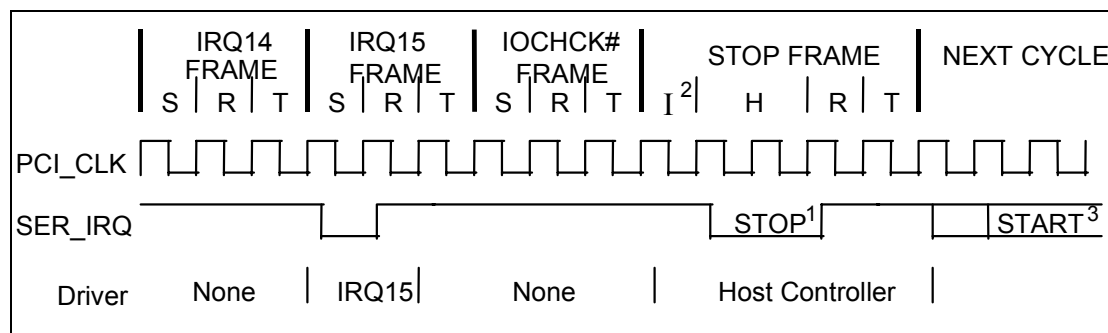 IRQ14 FRAME
IRQ15 FRAME
IOCHCK# FRAME
STOP FRAME
NEXT CYCLE
S R T S R T S R T I 2 H R T
PCI_CLK
SER_IRQ STOP1 START3
Driver None IRQ15 None Host Controller